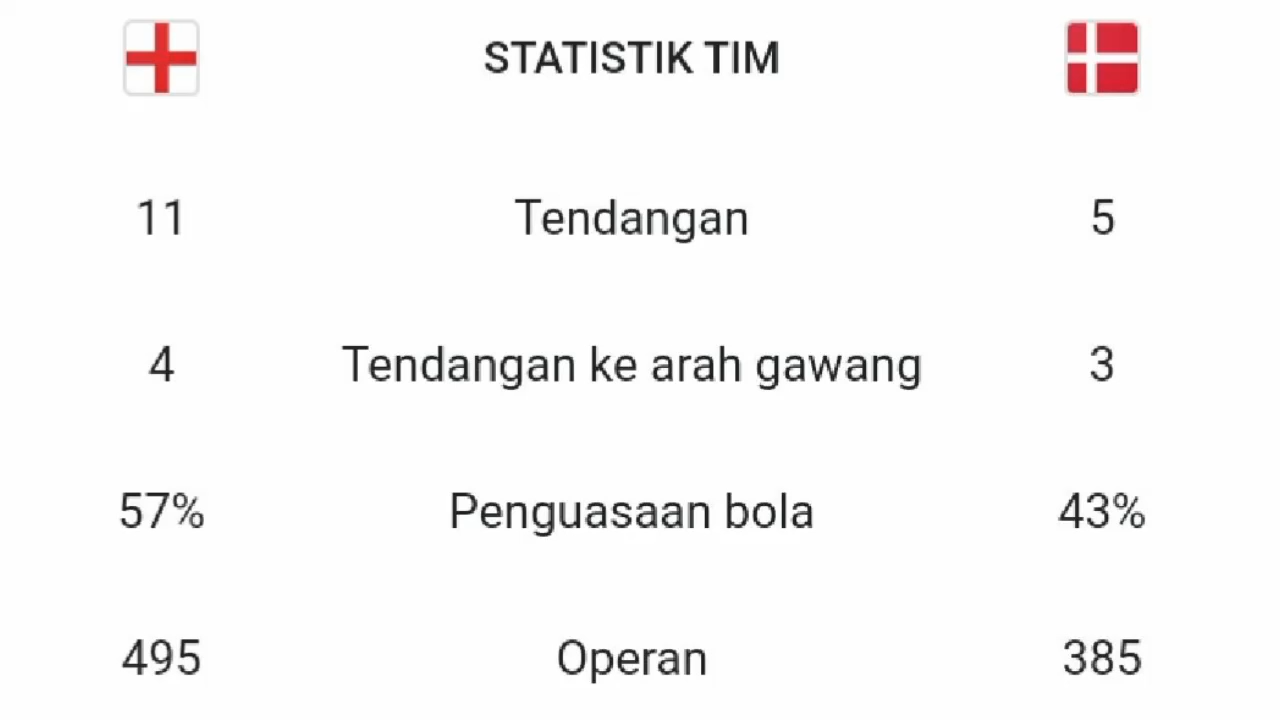 STATISTIK TIM
11 Tendangan 5
4 Tendangan ke arah gawang 3
57% Penguasaan bola 43%
495 Operan 385